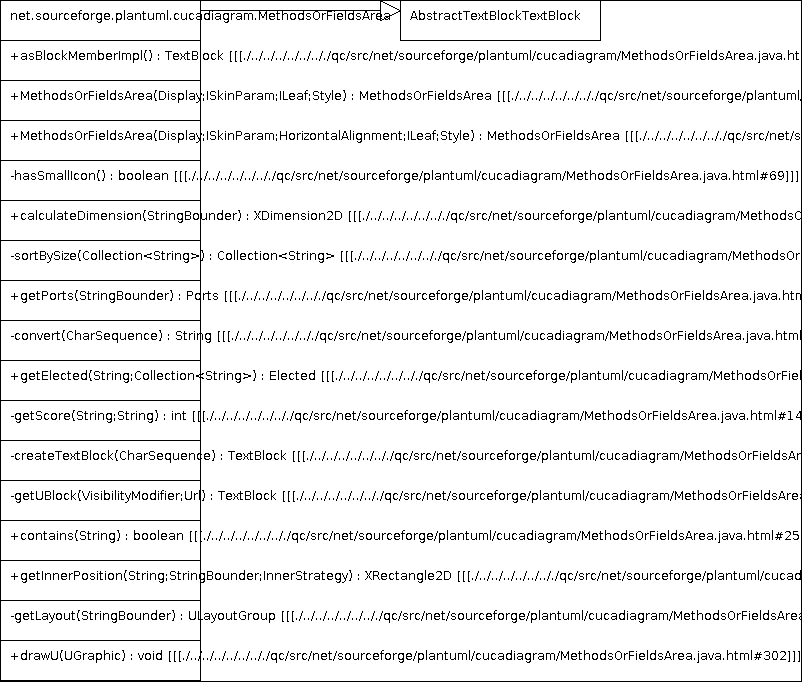 net.sourceforge.plantuml.cucadiagram.MethodsOrFieldsArea
AbstractTextBlockTextBlock
+asBlockMemberImpl() : TextBlock [[[./../../../../../../qc/src/net/sourceforge/plantuml/cucadiagram/MethodsOrFieldsArea.java.ht
+MethodsOrFieldsArea(Display;ISkinParam;ILeaf;Style) : MethodsOrFieldsArea [[[./../../../../../../qc/src/net/sourceforge/plantuml/
+MethodsOrFieldsArea(Display;ISkinParam;HorizontalAlignment;ILeaf;Style) : MethodsOrFieldsArea [[[./../../../../../../qc/src/net/s
-hasSmallIcon() : boolean [[[./../../../../../../qc/src/net/sourceforge/plantuml/cucadiagram/MethodsOrFieldsArea.java.html#69]]]
+calculateDimension(StringBounder) : XDimension2D [[[./../../../../../../qc/src/net/sourceforge/plantuml/cucadiagram/MethodsO
-sortBySize(Collection<String>) : Collection<String> [[[./../../../../../../qc/src/net/sourceforge/plantuml/cucadiagram/MethodsOr
+getPorts(StringBounder) : Ports [[[./../../../../../../qc/src/net/sourceforge/plantuml/cucadiagram/MethodsOrFieldsArea.java.htm
-convert(CharSequence) : String [[[./../../../../../../qc/src/net/sourceforge/plantuml/cucadiagram/MethodsOrFieldsArea.java.html
+getElected(String;Collection<String>) : Elected [[[./../../../../../../qc/src/net/sourceforge/plantuml/cucadiagram/MethodsOrFiel
-getScore(String;String) : int [[[./../../../../../../qc/src/net/sourceforge/plantuml/cucadiagram/MethodsOrFieldsArea.java.html#14
-createTextBlock(CharSequence) : TextBlock [[[./../../../../../../qc/src/net/sourceforge/plantuml/cucadiagram/MethodsOrFieldsAr
-getUBlock(VisibilityModifier;Url) : TextBlock [[[./../../../../../../qc/src/net/sourceforge/plantuml/cucadiagram/MethodsOrFieldsArea
+contains(String) : boolean [[[./../../../../../../qc/src/net/sourceforge/plantuml/cucadiagram/MethodsOrFieldsArea.java.html#25
+getInnerPosition(String;StringBounder;InnerStrategy) : XRectangle2D [[[./../../../../../../qc/src/net/sourceforge/plantuml/cucad
-getLayout(StringBounder) : ULayoutGroup [[[./../../../../../../qc/src/net/sourceforge/plantuml/cucadiagram/MethodsOrFieldsArea
+drawU(UGraphic) : void [[[./../../../../../../qc/src/net/sourceforge/plantuml/cucadiagram/MethodsOrFieldsArea.java.html#302]]]